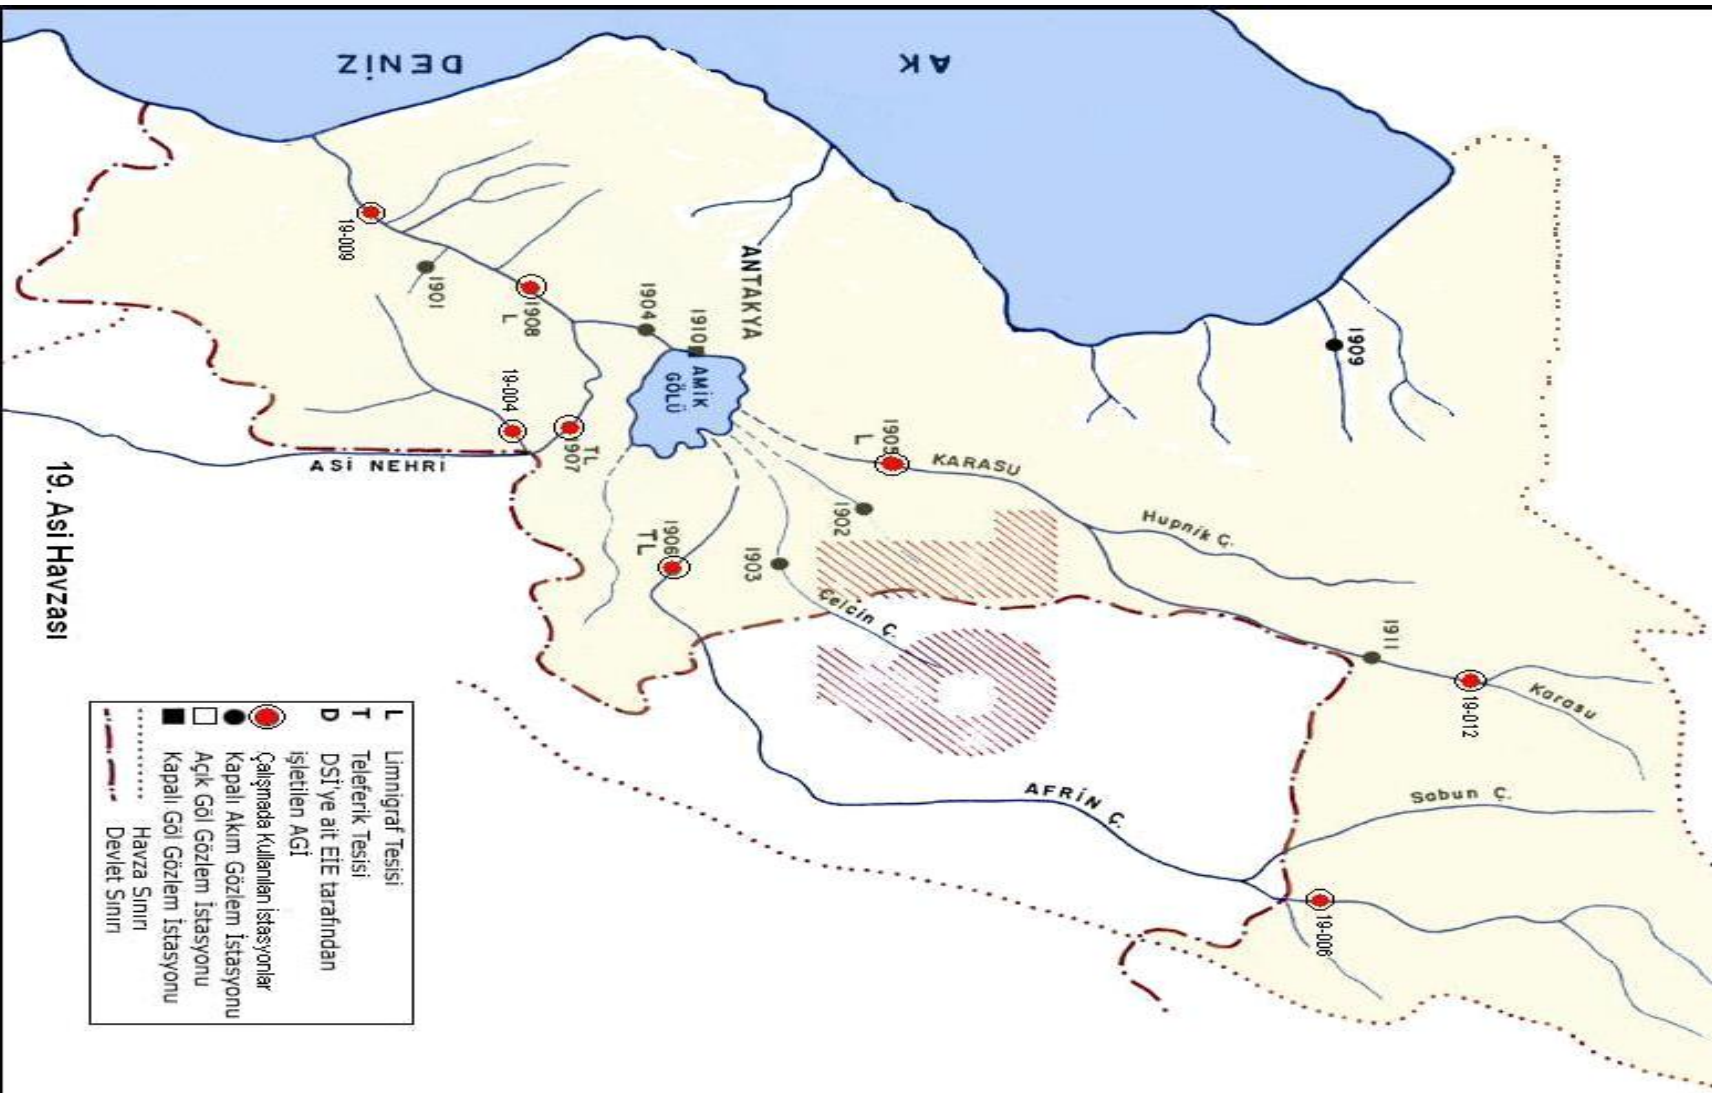 AK
DENİZ
ANTAKYA
AMİK
GÖLÜ
19-009
1901
1908
L
1904
1910
19-004
TL
1907
ASİ NEHRİ
1905
L
KARASU
1902
1903
1906
TL
Çelcin Ç.
Hupnik Ç.
1909
1911
19-012
Karasu
Sabun Ç.
AFRİN Ç.
19-006
19. Asi Havzası
L Limnigraf Tesisi
T Teleferik Tesisi
D DSİ'ye ait EİE tarafından
işletilen AGİ
Çalışmada Kullanılan İstasyonlar
Kapalı Akım Gözlem İstasyonu
Açık Göl Gözlem İstasyonu
Kapalı Göl Gözlem İstasyonu
Havza Sınırı
Devlet Sınırı